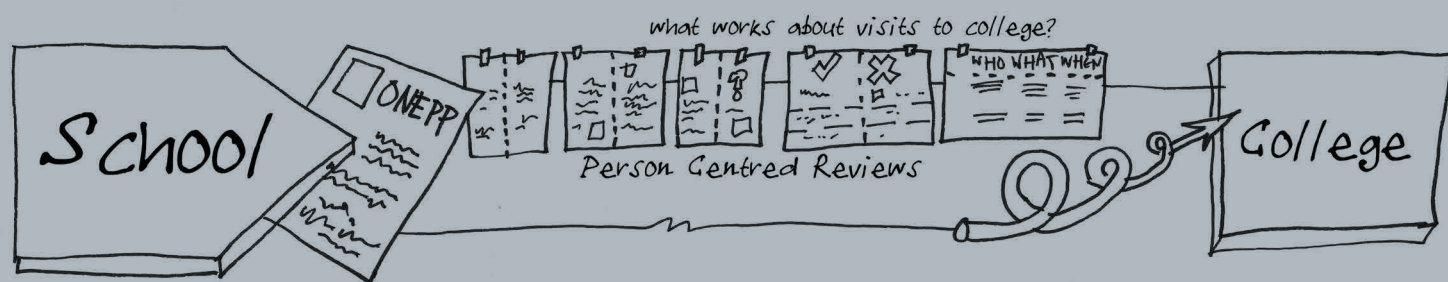 what works about visits to college?
School
ONEPP
WHO WHAT WHEN
Person Centred Reviews
College